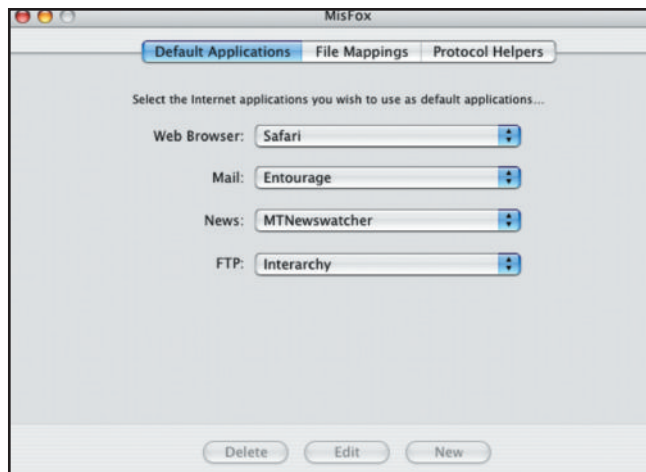 MisFox
Default Applications File Mappings Protocol Helpers
Select the Internet applications you wish to use as default applications...
Web Browser: Safari
Mail: Entourage
News: MTNewswatcher
FTP: Interarchy
Delete Edit New